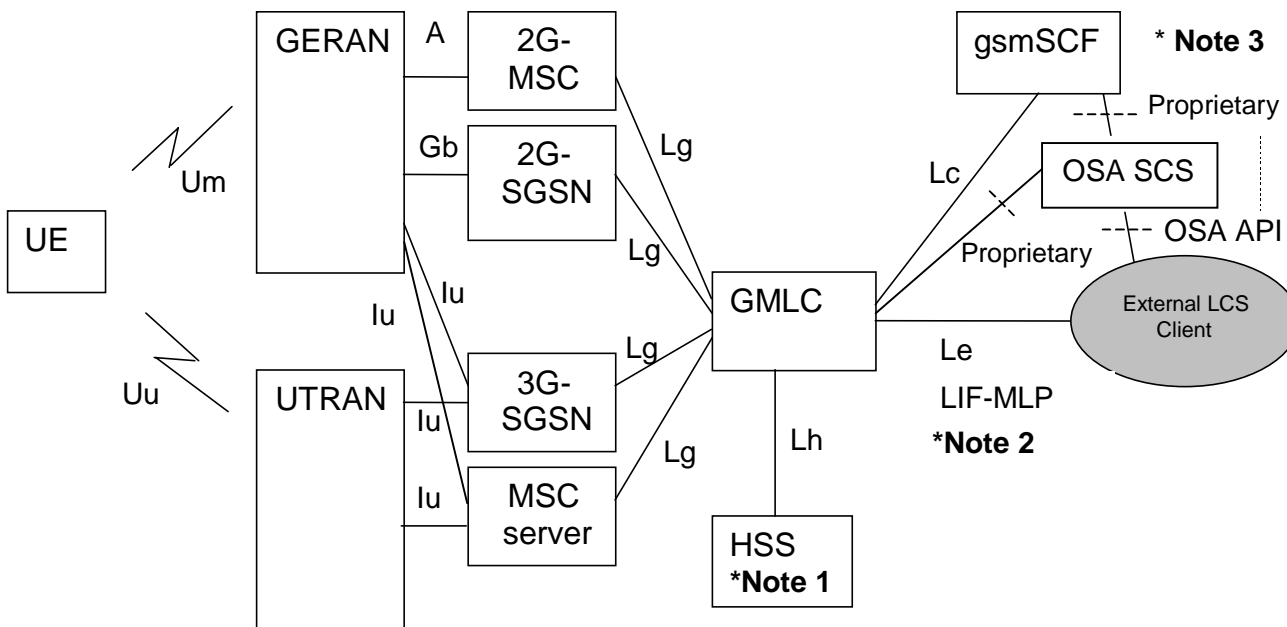 GERAN
A
2G-
MSC
gsmSCF
* Note 3
Proprietary
Um
Gb
2G-
SGSN
Lg
Lc
OSA SCS
UE
Lg
Proprietary
OSA API
Iu
Iu
GMLC
External LCS
Client
Uu
UTRAN
Iu
3G-
SGSN
Lg
Le
LIF-MLP
*Note 2
Iu
MSC
server
Lg
Lh
HSS
*Note 1